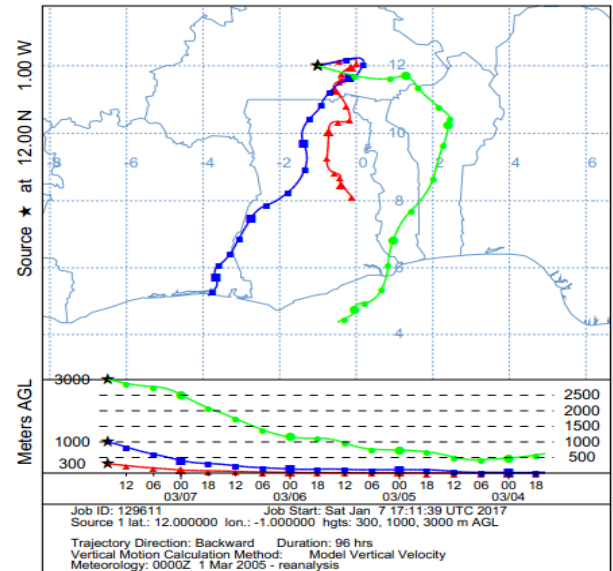 Source ★ at 12.00 N 1.00 W
12
10
-8 -6 -4 -2 0 2 4 6
8
6
4
Meters AGL
3000
1000
300
2500
2000
1500
1000
500
12 06 00 18 12 06 00 18 12 06 00 18 12 06 00 18
03/07 03/06 03/05 03/04
Job ID: 129611 Job Start: Sat Jan 7 17:11:39 UTC 2017
Source 1 lat.: 12.000000 lon.: -1.000000 hgts: 300, 1000, 3000 m AGL
Trajectory Direction: Backward Duration: 96 hrs
Vertical Motion Calculation Method: Model Vertical Velocity
Meteorology: 0000Z 1 Mar 2005 - reanalysis